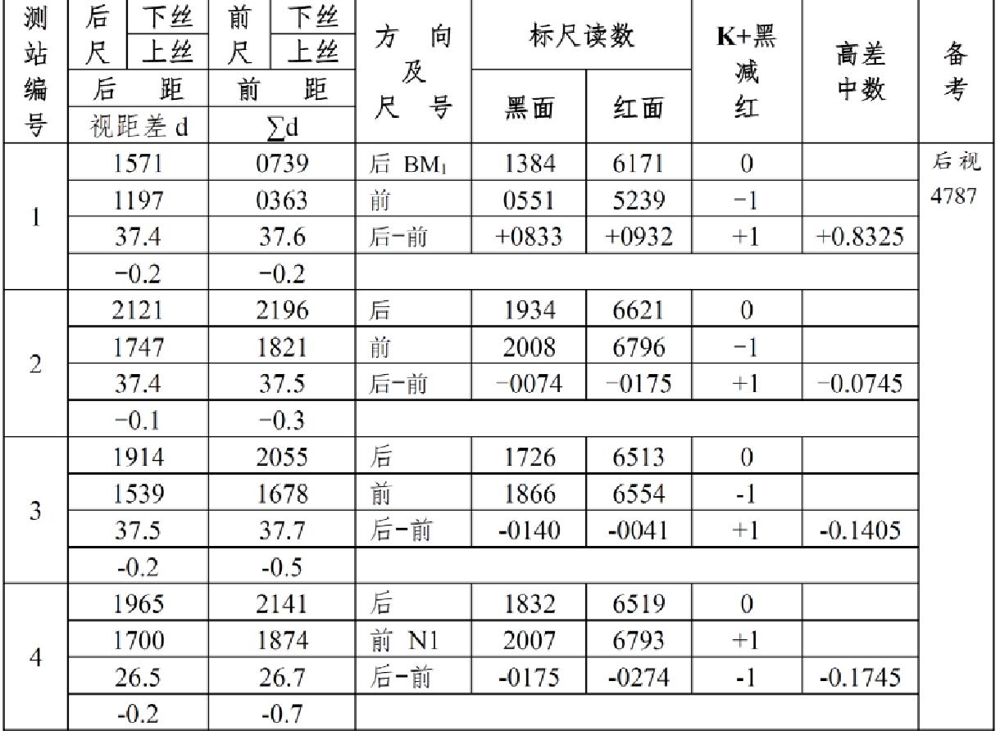 测站编号 后尺 下丝 前尺 下丝 方 向及尺 号 标尺读数 K+黑减红 高差中数 备考
上丝 上丝
后 距 前 距 黑面 红面
视距差 d ∑d
1 1571 0739 后 BM₁ 1384 6171 0 后视 4787
1197 0363 前 0551 5239 −1
37.4 37.6 后−前 +0833 +0932 +1 +0.8325
−0.2 −0.2
2 2121 2196 后 1934 6621 0
1747 1821 前 2008 6796 −1
37.4 37.5 后−前 −0074 −0175 +1 −0.0745
−0.1 −0.3
3 1914 2055 后 1726 6513 0
1539 1678 前 1866 6554 -1
37.5 37.7 后−前 -0140 -0041 +1 -0.1405
-0.2 -0.5
4 1965 2141 后 1832 6519 0
1700 1874 前 N1 2007 6793 +1
26.5 26.7 后−前 -0175 -0274 -1 -0.1745
-0.2 -0.7